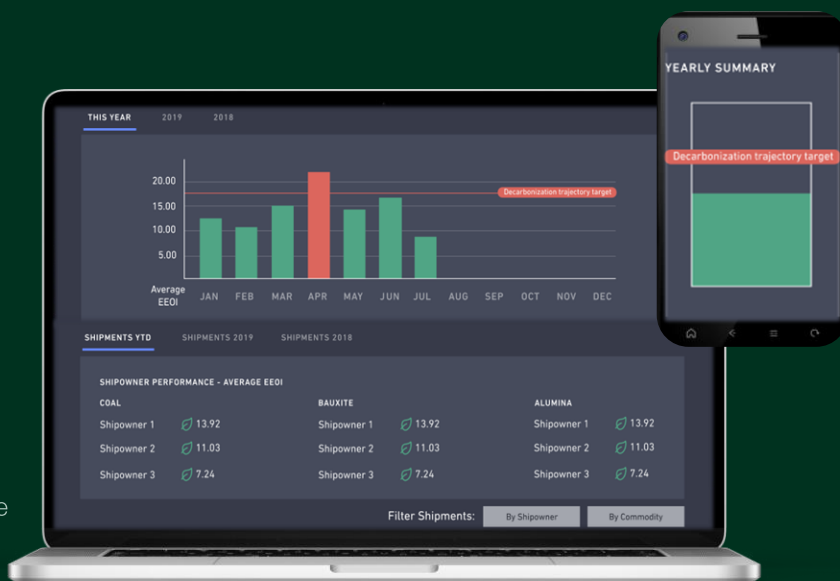 YEARLY SUMMARY
Decarbonization trajectory target
THIS YEAR 2019 2018
20.00
Decarbonization trajectory target
15.00
10.00
5.00
Average
EEOI
JAN FEB MAR APR MAY JUN JUL AUG SEP OCT NOV DEC
SHIPMENTS YTD SHIPMENTS 2019 SHIPMENTS 2018
SHIPOWNER PERFORMANCE - AVERAGE EEOI
COAL BAUXITE ALUMINA
Shipowner 1 13.92 Shipowner 1 13.92 Shipowner 1 13.92
Shipowner 2 11.03 Shipowner 2 11.03 Shipowner 2 11.03
Shipowner 3 7.24 Shipowner 3 7.24 Shipowner 3 7.24
Filter Shipments: By Shipowner By Commodity
e